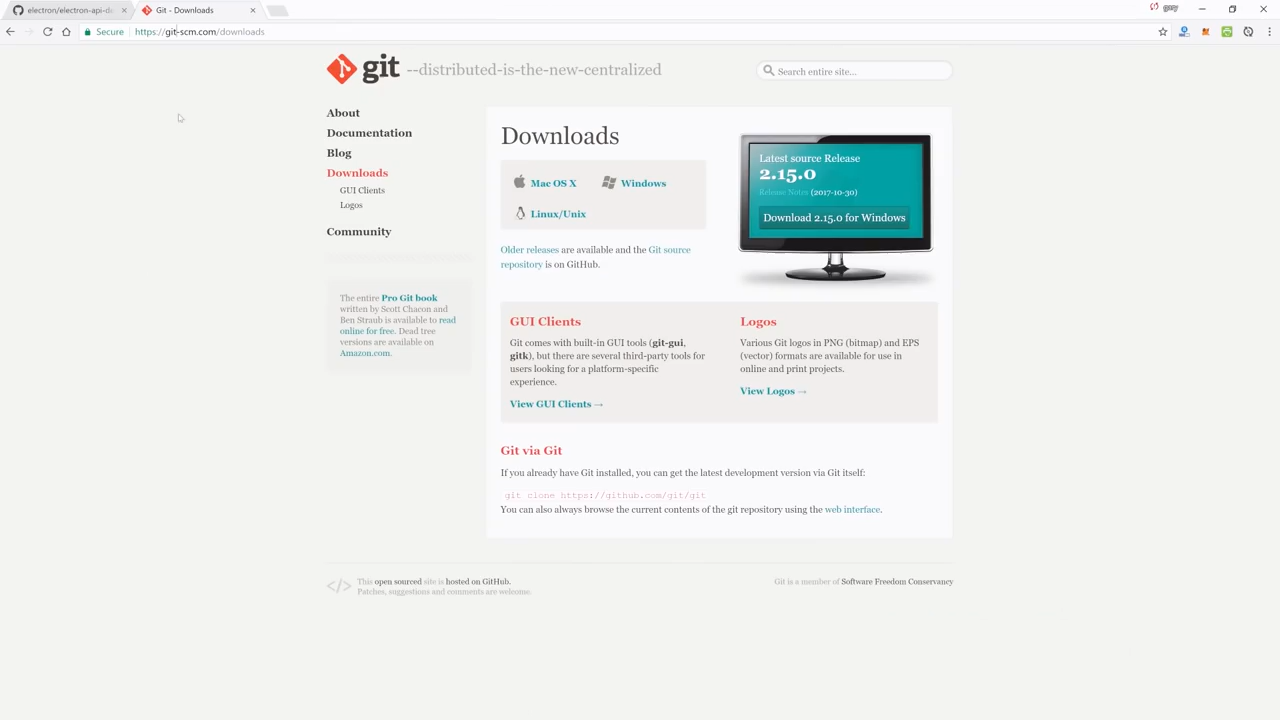 electron/electron-api-de
Git - Downloads
Secure
https://git-scm.com/downloads
git
--distributed-is-the-new-centralized
Search entire site...
About
Documentation
Blog
Downloads
GUI Clients
Logos
Community
The entire Pro Git book
written by Scott Chacon and
Ben Straub is available to read
online for free. Dead tree
versions are available on
Amazon.com.
Downloads
Mac OS X
Windows
Linux/Unix
Older releases are available and the Git source
repository is on GitHub.
Latest source Release
2.15.0
Release Notes (2017-10-30)
Download 2.15.0 for Windows
GUI Clients
Git comes with built-in GUI tools (git-gui,
gitk), but there are several third-party tools for
users looking for a platform-specific
experience.
View GUI Clients →
Logos
Various Git logos in PNG (bitmap) and EPS
(vector) formats are available for use in
online and print projects.
View Logos →
Git via Git
If you already have Git installed, you can get the latest development version via Git itself:
git clone https://github.com/git/git
You can also always browse the current contents of the git repository using the web interface.
</> This open sourced site is hosted on GitHub.
Patches, suggestions and comments are welcome.
Git is a member of Software Freedom Conservancy